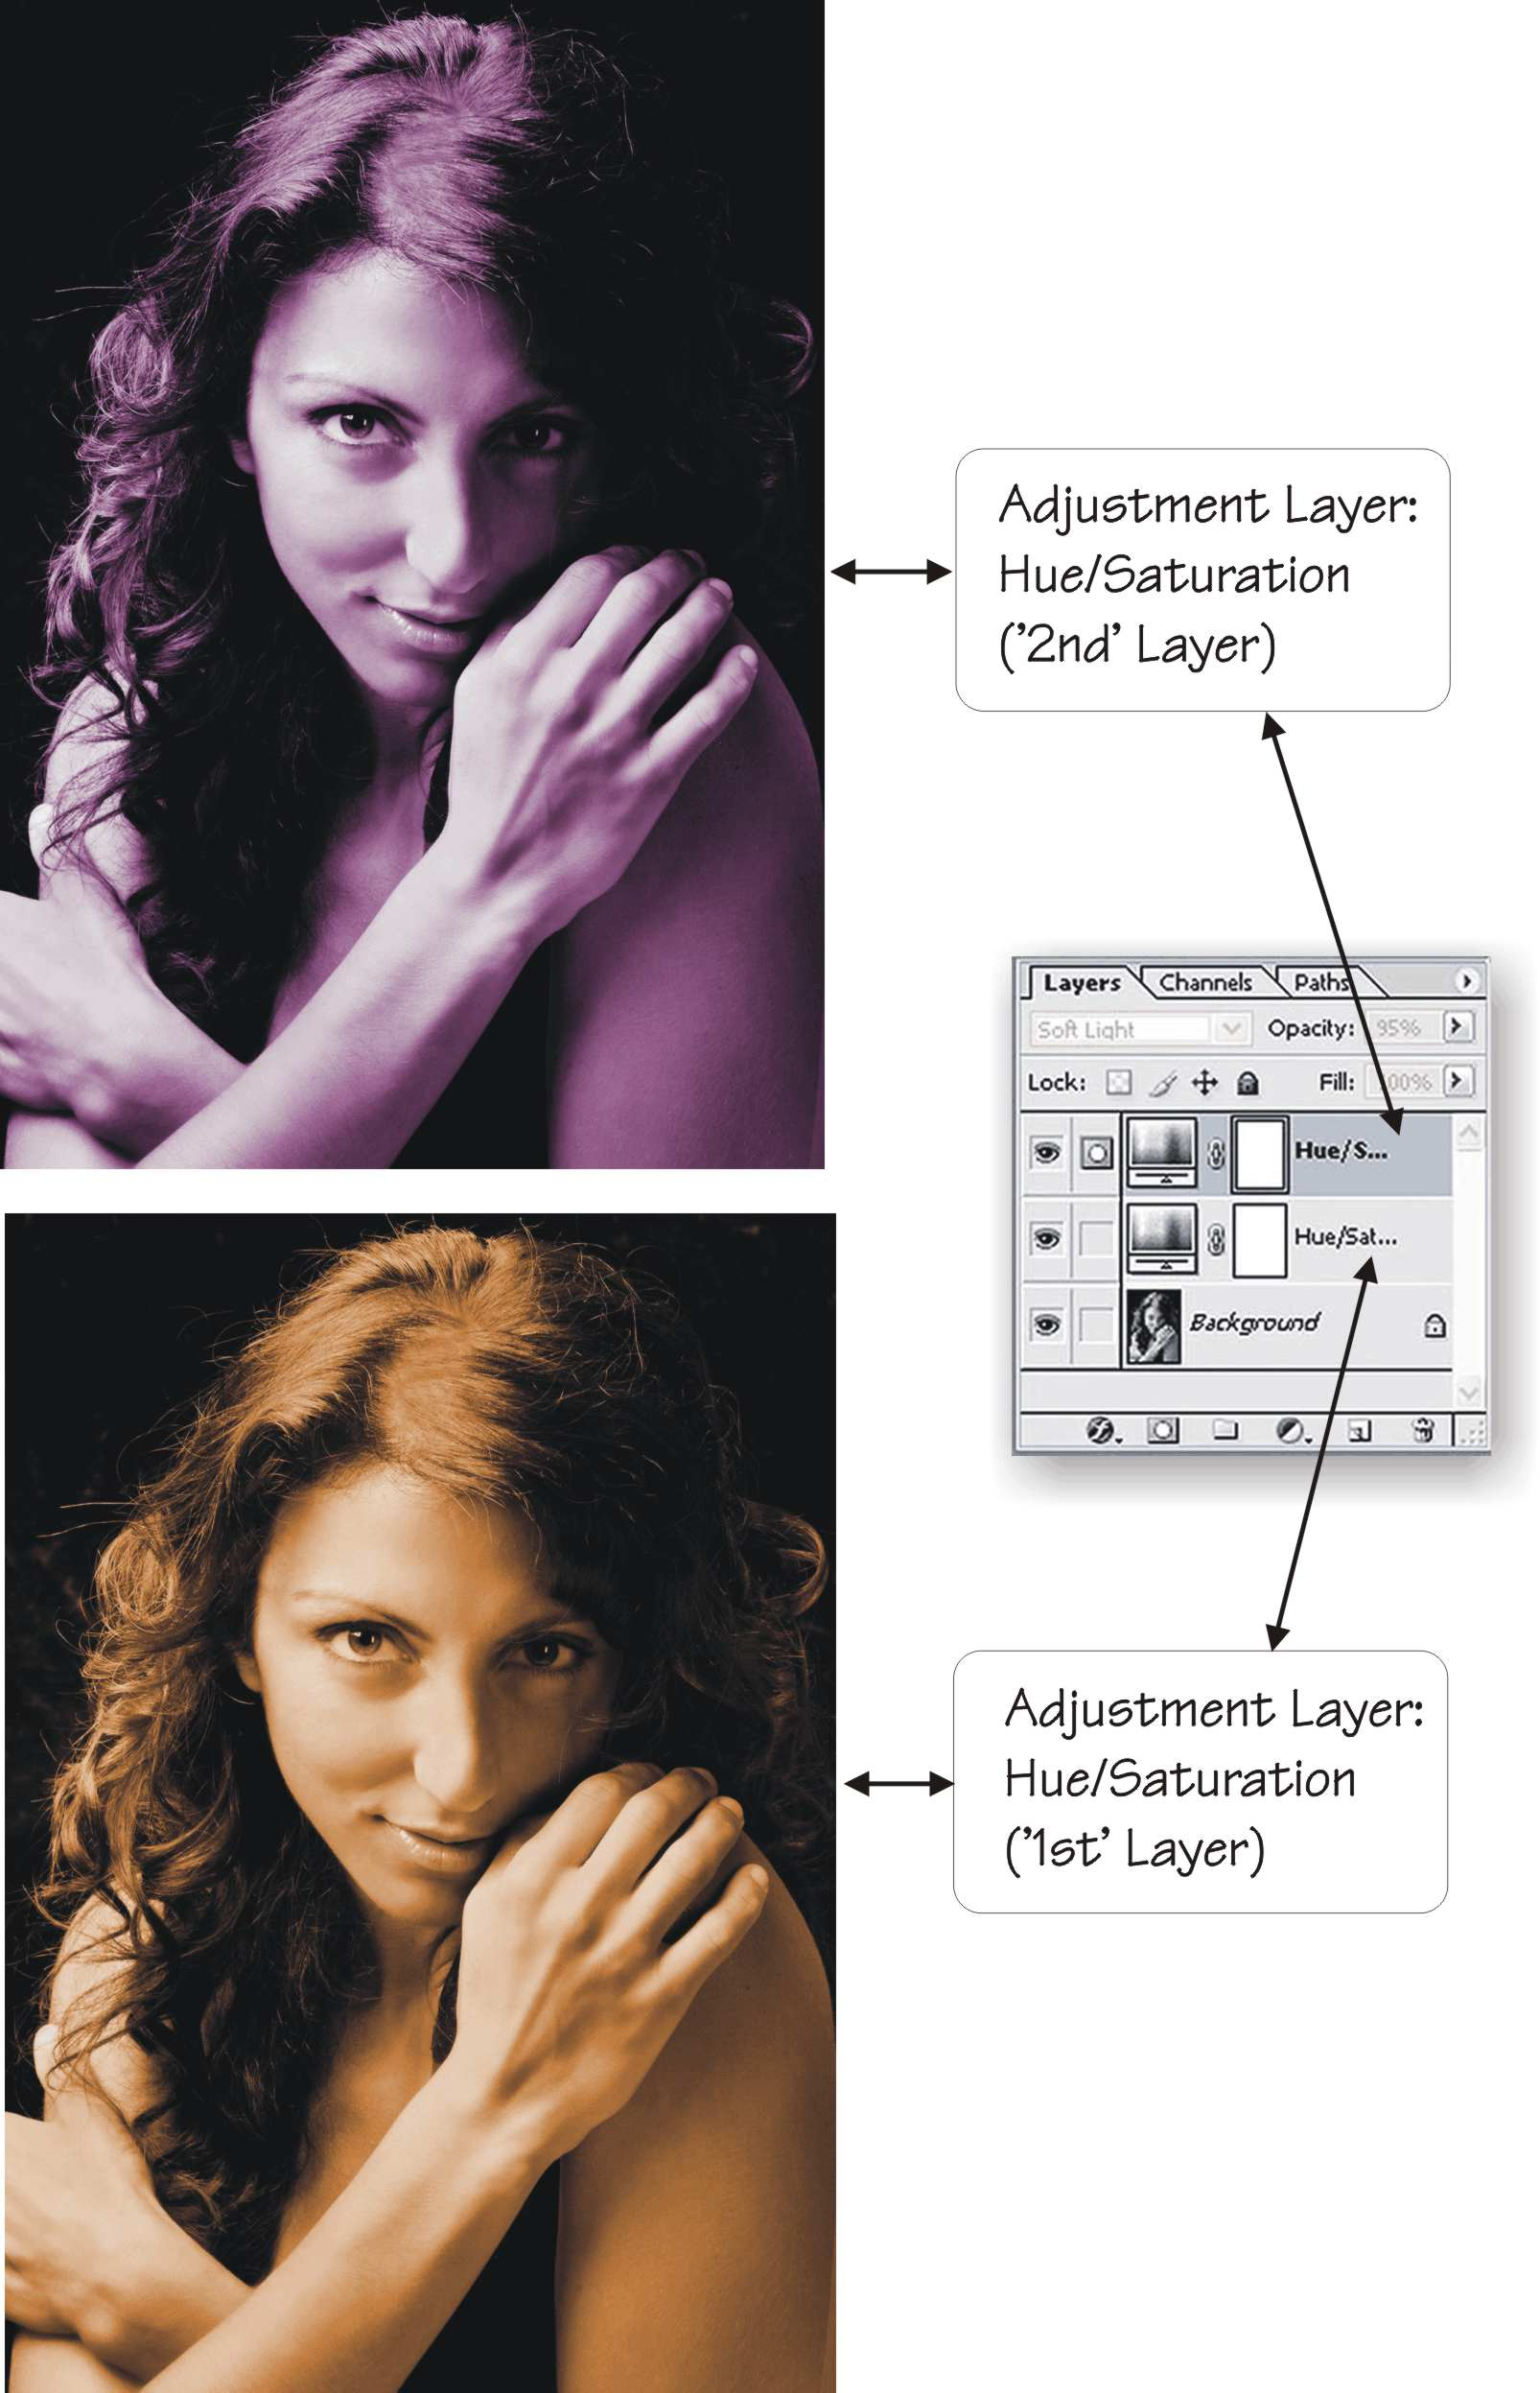 Adjustment Layer:
Hue/Saturation
('2nd' Layer)
Layers Channels Paths
Soft Light Opacity: 95%
Lock: Fill: 100%
Hue/S...
Hue/Sat...
Background
Adjustment Layer:
Hue/Saturation
('1st' Layer)